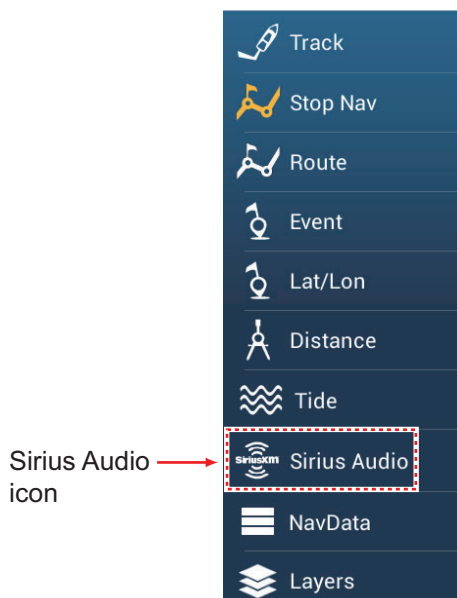 Track
Stop Nav
Route
Event
Lat/Lon
Distance
Tide
Sirius Audio icon
SiriusXM Sirius Audio
NavData
Layers